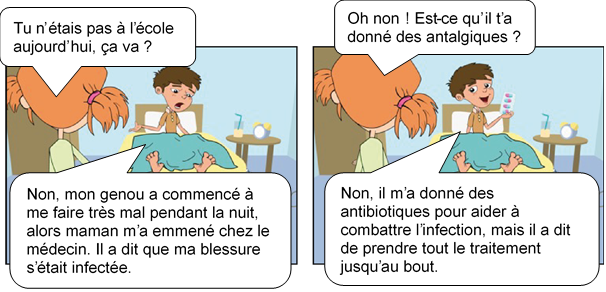 Tu n'étais pas à l'école
aujourd'hui, ça va ?
Non, mon genou a commencé à
me faire très mal pendant la nuit,
alors maman m'a emmené chez le
médecin. Il a dit que ma blessure
s'était infectée.
Oh non ! Est-ce qu'il t'a
donné des antalgiques ?
Non, il m'a donné des
antibiotiques pour aider à
combattre l'infection, mais il a dit
de prendre tout le traitement
jusqu'au bout.